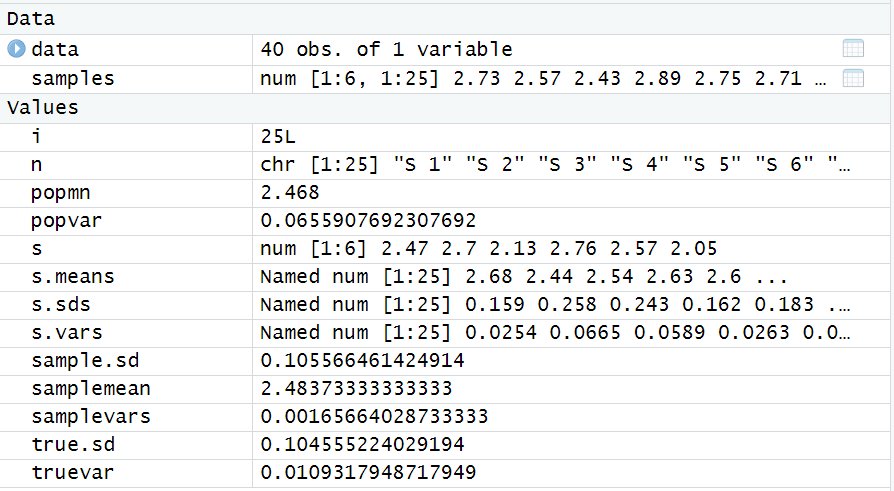 Data
data 40 obs. of 1 variable
samples num [1:6, 1:25] 2.73 2.57 2.43 2.89 2.75 2.71 …
Values
i 25L
n chr [1:25] "S 1" "S 2" "S 3" "S 4" "S 5" "S 6" "…
popmn 2.468
popvar 0.0655907692307692
s num [1:6] 2.47 2.7 2.13 2.76 2.57 2.05
s.means Named num [1:25] 2.68 2.44 2.54 2.63 2.6 ...
s.sds Named num [1:25] 0.159 0.258 0.243 0.162 0.183 .…
s.vars Named num [1:25] 0.0254 0.0665 0.0589 0.0263 0.0…
sample.sd 0.105566461424914
samplemean 2.48373333333333
samplevars 0.00165664028733333
true.sd 0.104555224029194
truevar 0.0109317948717949